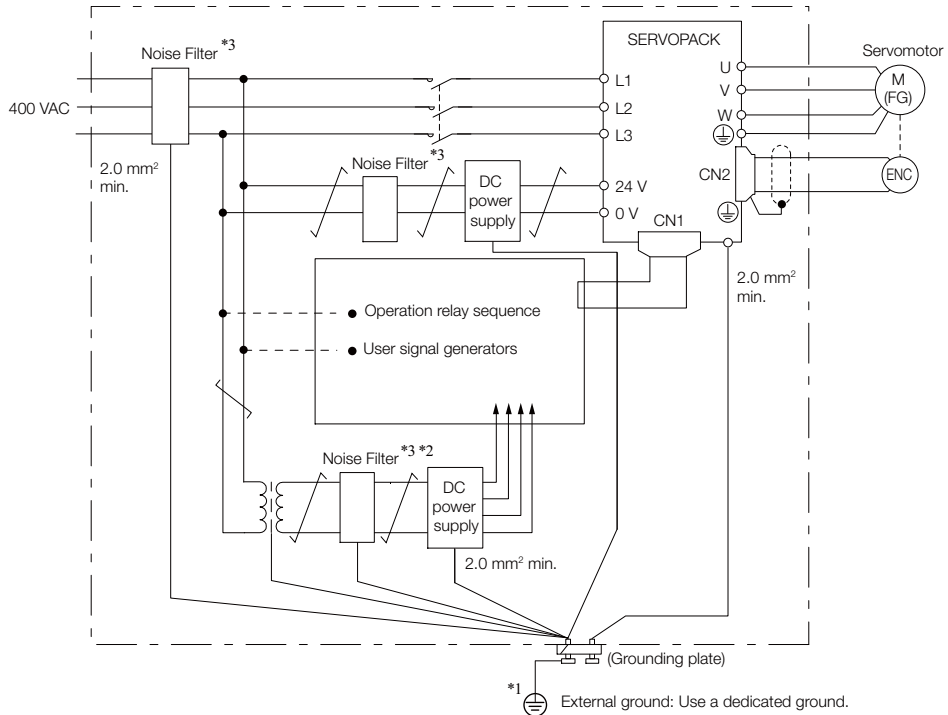 SERVOPACK
Noise Filter *3
Servomotor
U
M
(FG)
L1
V
400 VAC
L2
W
L3
2.0 mm²
min.
Noise Filter *3
CN2
ENC
DC
power
supply
24 V
0 V
CN1
2.0 mm²
min.
Operation relay sequence
User signal generators
Noise Filter *3 *2
DC
power
supply
2.0 mm² min.
(Grounding plate)
*1
External ground: Use a dedicated ground.